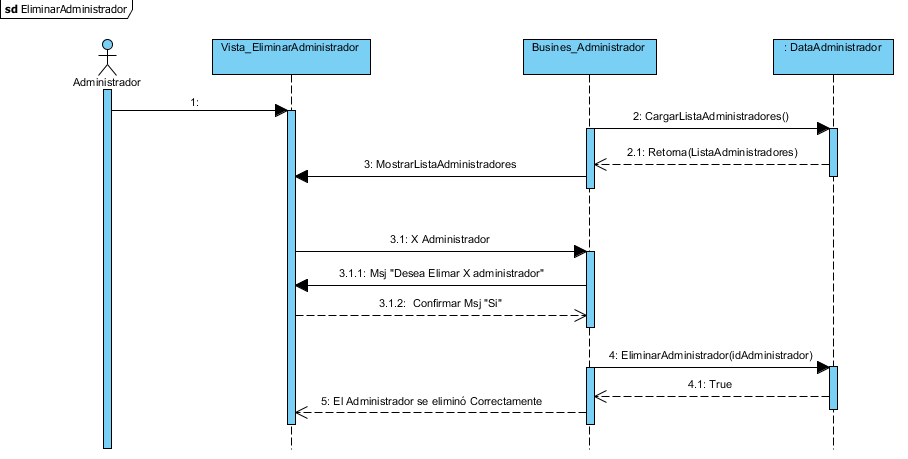 sd EliminarAdministrador
Vista_EliminarAdministrador
Busines_Administrador
: DataAdministrador
Administrador
1:
2: CargarListaAdministradores()
2.1: Retorna(ListaAdministradores)
3: MostrarListaAdministradores
3.1: X Administrador
3.1.1: Msj "Desea Elimar X administrador"
3.1.2: Confirmar Msj "Si"
4: EliminarAdministrador(idAdministrador)
4.1: True
5: El Administrador se eliminó Correctamente